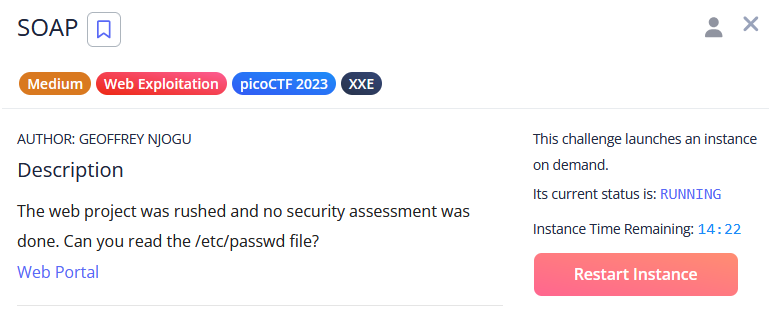 SOAP
Medium Web Exploitation picoCTF 2023 XXE
AUTHOR: GEOFFREY NJOGU
Description
The web project was rushed and no security assessment was
done. Can you read the /etc/passwd file?
Web Portal
This challenge launches an instance
on demand.
Its current status is: RUNNING
Instance Time Remaining: 14:22
Restart Instance